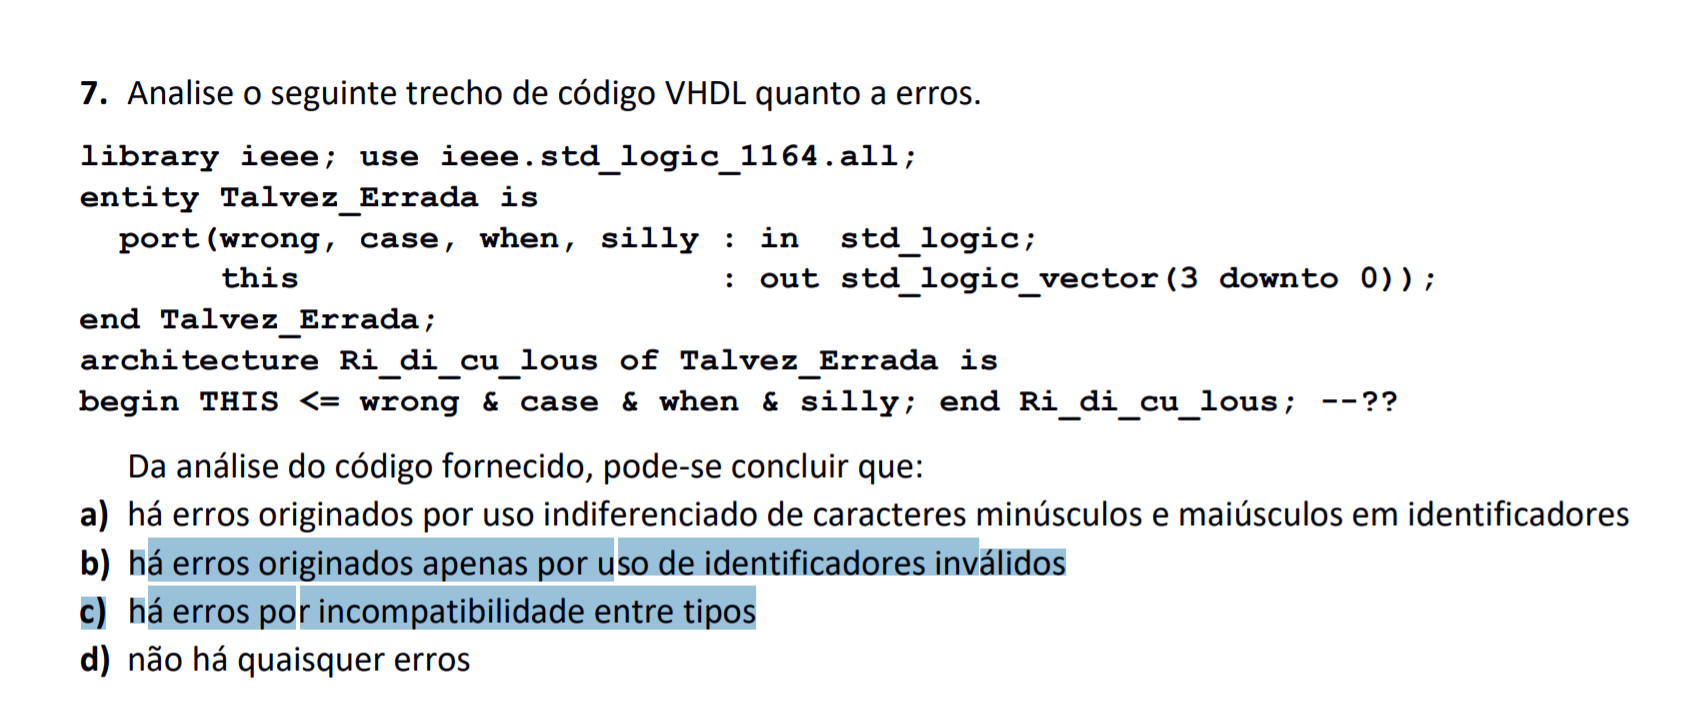 7. Analise o seguinte trecho de código VHDL quanto a erros.
library ieee; use ieee.std_logic_1164.all;
entity Talvez_Errada is
port(wrong, case, when, silly : in std_logic;
this : out std_logic_vector(3 downto 0));
end Talvez_Errada;
architecture Ri_di_cu_lous of Talvez_Errada is
begin THIS <= wrong & case & when & silly; end Ri_di_cu_lous; --??
Da análise do código fornecido, pode-se concluir que:
a) há erros originados por uso indiferenciado de caracteres minúsculos e maiúsculos em identificadores
b) há erros originados apenas por uso de identificadores inválidos
c) há erros por incompatibilidade entre tipos
d) não há quaisquer erros